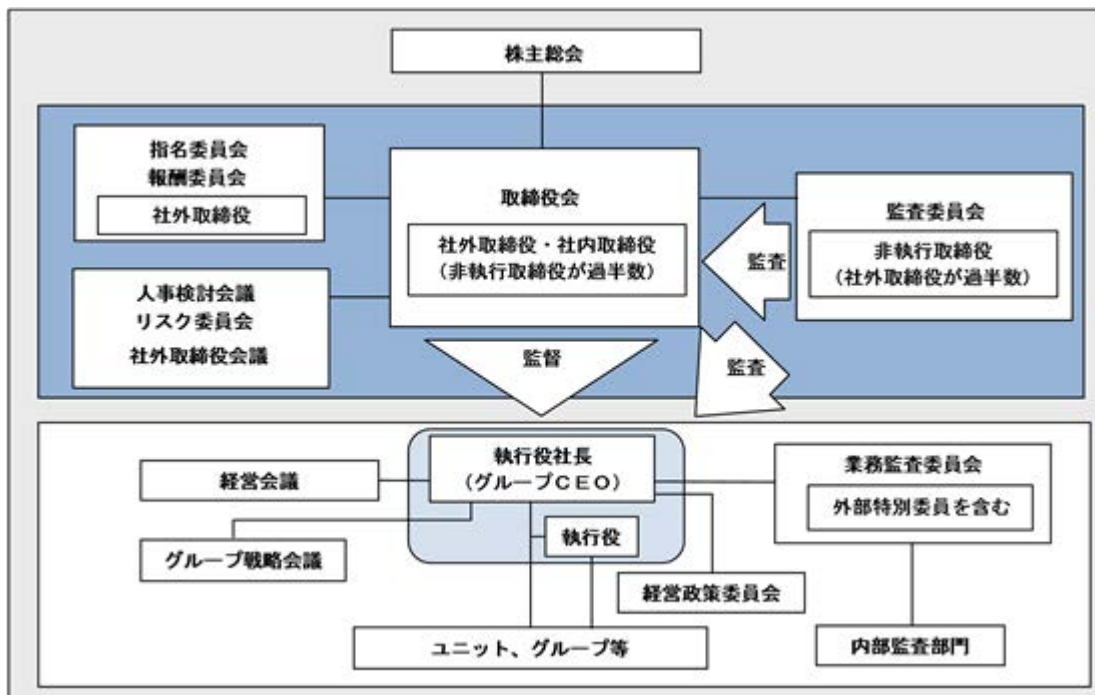 株主総会
指名委員会
報酬委員会
社外取締役
取締役会
社外取締役・社内取締役
（非執行取締役が過半数）
監査
監査委員会
非執行取締役
（社外取締役が過半数）
人事検討会議
リスク委員会
社外取締役会議
監督
監査
執行役社長
（グループCEO）
経営会議
業務監査委員会
外部特別委員を含む
執行役
グループ戦略会議
経営政策委員会
ユニット、グループ等
内部監査部門